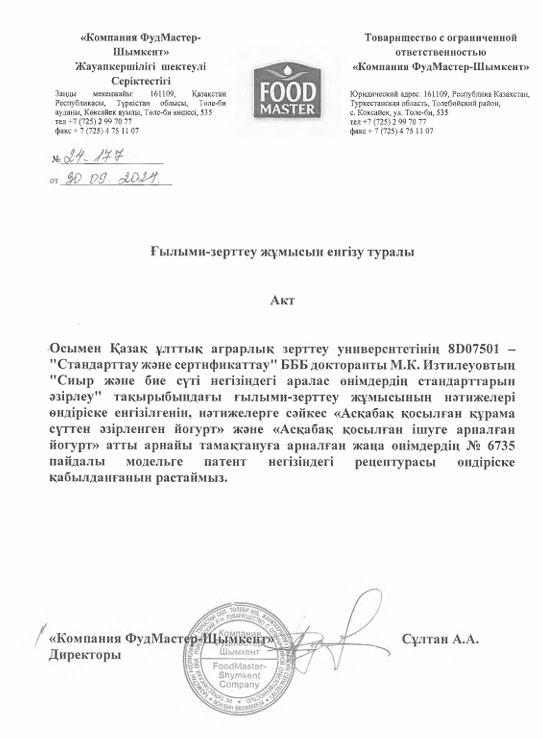 «Компания ФудМастер-
Шымкент»
Жауапкершілігі шектеулі
Серіктестігі
Заңды мекенжайы: 161109, Қазақстан
Республикасы, Түркістан облысы, Төле-би
ауданы, Көксәйек ауылы, Төле-би көшесі, 535
тел +7 (725) 2 99 70 77
факс + 7 (725) 4 75 11 07
FOOD
MASTER
Товарищество с ограниченной
ответственностью
«Компания ФудМастер-Шымкент»
Юридический адрес: 161109, Республика Казахстан,
Туркестанская область, Толебийский район,
с. Коксайек, ул. Толе-би, 535
тел +7 (725) 2 99 70 77
факс +7 (725) 4 75 11 07
№ 24-177
от 30 09. 2024.
Ғылыми-зерттеу жұмысын енгізу туралы
Акт
Осымен Қазақ ұлттық аграрлық зерттеу университетінің 8D07501 –
"Стандарттау және сертификаттау" БББ докторанты М.К. Изтилеуовтың
"Сиыр және бие сүті негізіндегі аралас өнімдердің стандарттарын
әзірлеу" тақырыбындағы ғылыми-зерттеу жұмысының нәтижелері
өндіріске енгізілгенін, нәтижелерге сәйкес «Асқабақ қосылған құрама
сүттен әзірленген йогурт» және «Асқабақ қосылған ішуге арналған
йогурт» атты арнайы тамақтануға арналған жаңа өнімдердің № 6735
пайдалы модельге патент негізіндегі рецептурасы өндіріске
қабылданғанын растаймыз.
«Компания ФудМастер-Шымкент»
Директоры
Сұлтан А.А.
Компания
ФудМастер-
Шымкент
FoodMaster-
Shymkent
Company